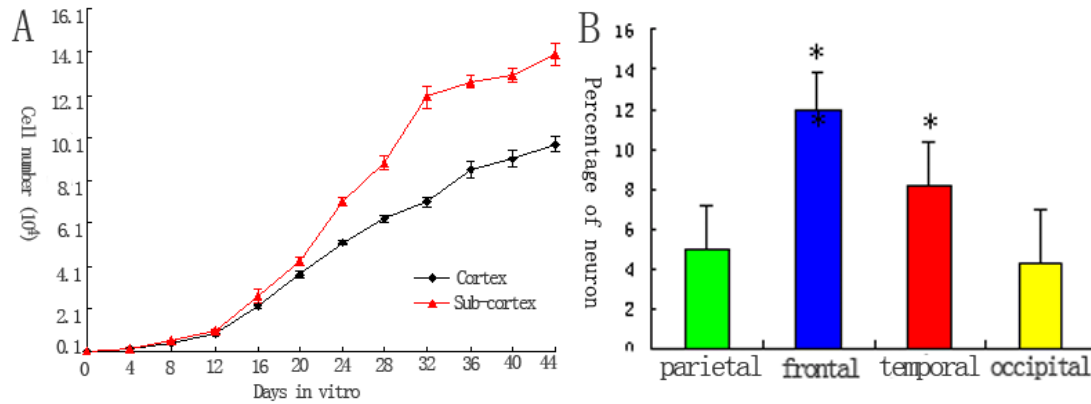 A
16.1
14.1
12.1
10.1
8.1
6.1
4.1
2.1
0.1
Cell number (10⁴)
Cortex
Sub-cortex
0 4 8 12 16 20 24 28 32 36 40 44
Days in vitro
B
16
14
12
10
8
6
4
2
0
Percentage of neuron
*
*
*
parietal frontal temporal occipital